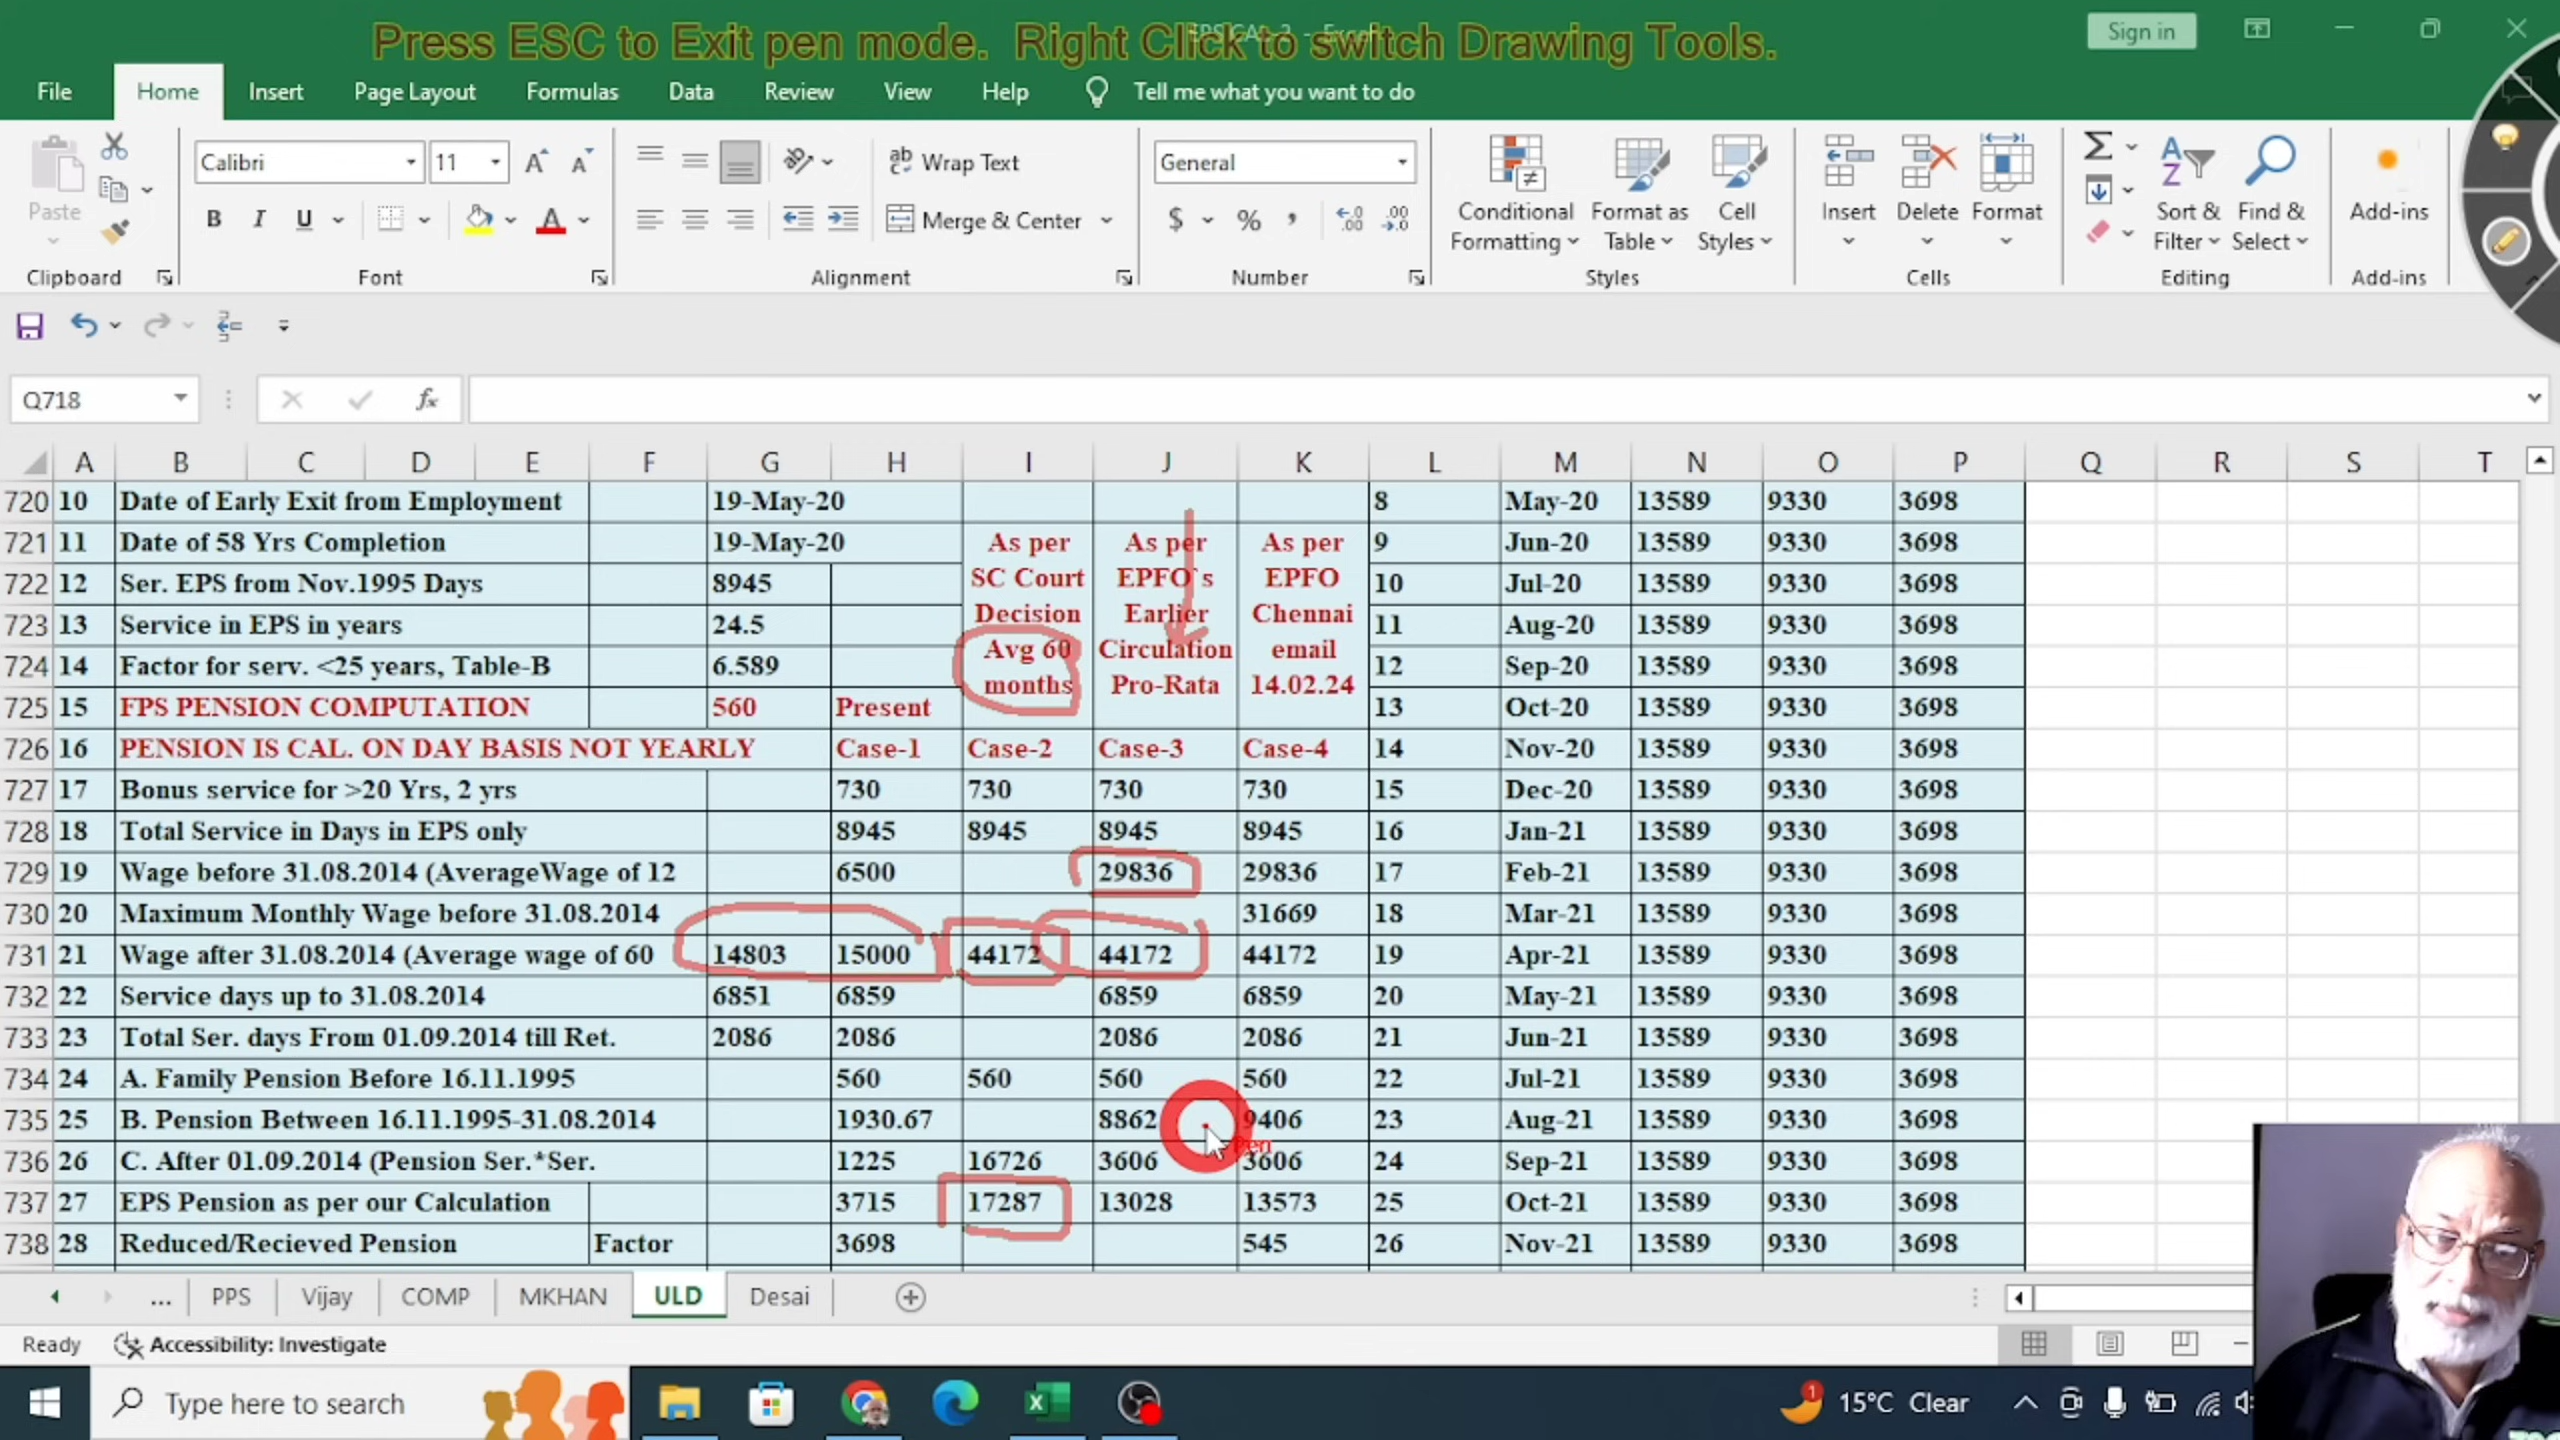 Press ESC to Exit pen mode. Right Click to switch Drawing Tools.
Sign in
File Home Insert Page Layout Formulas Data Review View Help Tell me what you want to do
Paste
Calibri 11
Wrap Text
General
Merge & Center
Conditional Formatting
Format as Table
Cell Styles
Insert Delete Format
Sort & Filter
Find & Select
Add-ins
Clipboard Font Alignment Number Styles Cells Editing Add-ins
Q718
A B C D E F G H I J K L M N O P Q R S T
720 10 Date of Early Exit from Employment 19-May-20 8 May-20 13589 9330 3698
721 11 Date of 58 Yrs Completion 19-May-20 As per As per As per 9 Jun-20 13589 9330 3698
722 12 Ser. EPS from Nov.1995 Days 8945 SC Court EPFO`s EPFO 10 Jul-20 13589 9330 3698
723 13 Service in EPS in years 24.5 Decision Earlier Chennai 11 Aug-20 13589 9330 3698
724 14 Factor for serv. <25 years, Table-B 6.589 Avg 60 Circulation email 12 Sep-20 13589 9330 3698
725 15 FPS PENSION COMPUTATION 560 Present months Pro-Rata 14.02.24 13 Oct-20 13589 9330 3698
726 16 PENSION IS CAL. ON DAY BASIS NOT YEARLY Case-1 Case-2 Case-3 Case-4 14 Nov-20 13589 9330 3698
727 17 Bonus service for >20 Yrs, 2 yrs 730 730 730 730 15 Dec-20 13589 9330 3698
728 18 Total Service in Days in EPS only 8945 8945 8945 8945 16 Jan-21 13589 9330 3698
729 19 Wage before 31.08.2014 (AverageWage of 12 6500 29836 29836 17 Feb-21 13589 9330 3698
730 20 Maximum Monthly Wage before 31.08.2014 31669 18 Mar-21 13589 9330 3698
731 21 Wage after 31.08.2014 (Average wage of 60 14803 15000 44172 44172 44172 19 Apr-21 13589 9330 3698
732 22 Service days up to 31.08.2014 6851 6859 6859 6859 20 May-21 13589 9330 3698
733 23 Total Ser. days From 01.09.2014 till Ret. 2086 2086 2086 2086 21 Jun-21 13589 9330 3698
734 24 A. Family Pension Before 16.11.1995 560 560 560 560 22 Jul-21 13589 9330 3698
735 25 B. Pension Between 16.11.1995-31.08.2014 1930.67 8862 9406 23 Aug-21 13589 9330 3698
Pen
736 26 C. After 01.09.2014 (Pension Ser.*Ser. 1225 16726 3606 3606 24 Sep-21 13589 9330 3698
737 27 EPS Pension as per our Calculation 3715 17287 13028 13573 25 Oct-21 13589 9330 3698
738 28 Reduced/Recieved Pension Factor 3698 545 26 Nov-21 13589 9330 3698
... PPS Vijay COMP MKHAN ULD Desai
Ready Accessibility: Investigate
Type here to search
1 15°C Clear